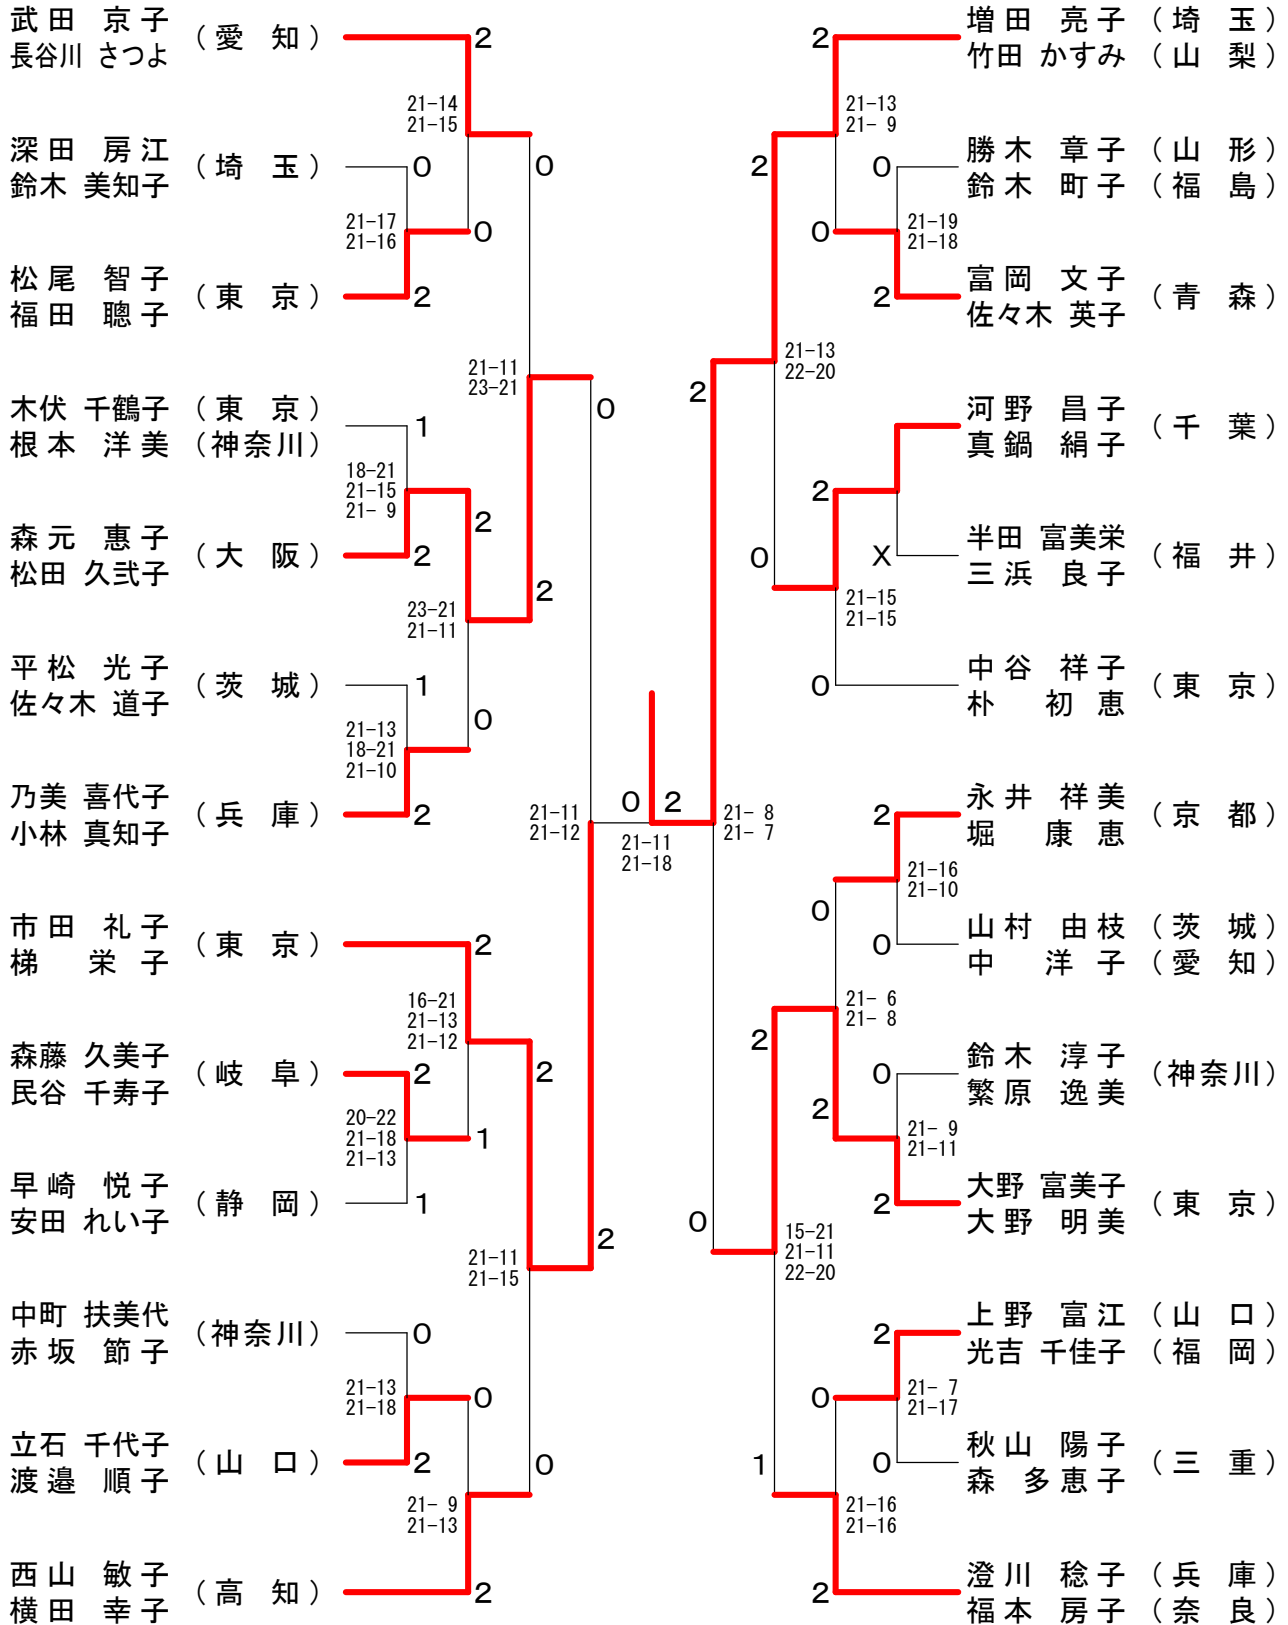 武田 京子
長谷川 さつよ
（愛 知）
2
21-14
21-15
0
深田 房江
鈴木 美知子
（埼 玉）
0
21-17
21-16
0
松尾 智子
福田 聰子
（東 京）
2
21-11
23-21
0
木伏 千鶴子 （東 京）
根本 洋美 （神奈川）
1
18-21
21-15
21- 9
2
森元 惠子
松田 久弐子
（大 阪）
2
23-21
21-11
2
平松 光子
佐々木 道子
（茨 城）
1
21-13
18-21
21-10
0
乃美 喜代子
小林 真知子
（兵 庫）
2
21-11
21-12
0 2
21-11
21-18
市田 礼子
梯 栄子
（東 京）
2
16-21
21-13
21-12
2
森藤 久美子
民谷 千寿子
（岐 阜）
2
20-22
21-18
21-13
1
早崎 悦子
安田 れい子
（静 岡）
1
21-11
21-15
2
中町 扶美代
赤坂 節子
（神奈川）
0
21-13
21-18
0
立石 千代子
渡邉 順子
（山 口）
2
21- 9
21-13
0
西山 敏子
横田 幸子
（高 知）
2
2
増田 亮子 （埼 玉）
竹田 かすみ （山 梨）
21-13
21- 9
2
0
勝木 章子 （山 形）
鈴木 町子 （福 島）
21-19
21-18
0
2
富岡 文子
佐々木 英子
（青 森）
21-13
22-20
2
河野 昌子
真鍋 絹子
（千 葉）
2
X
半田 富美栄
三浜 良子
（福 井）
0
21-15
21-15
0
中谷 祥子
朴 初恵
（東 京）
21- 8
21- 7
2
永井 祥美
堀 康恵
（京 都）
21-16
21-10
0
0
山村 由枝 （茨 城）
中 洋子 （愛 知）
21- 6
21- 8
2
0
鈴木 淳子
繁原 逸美
（神奈川）
2
21- 9
21-11
2
大野 富美子
大野 明美
（東 京）
0
15-21
21-11
22-20
2
上野 富江 （山 口）
光吉 千佳子 （福 岡）
0
21- 7
21-17
0
秋山 陽子
森 多恵子
（三 重）
1
21-16
21-16
2
澄川 稔子 （兵 庫）
福本 房子 （奈 良）